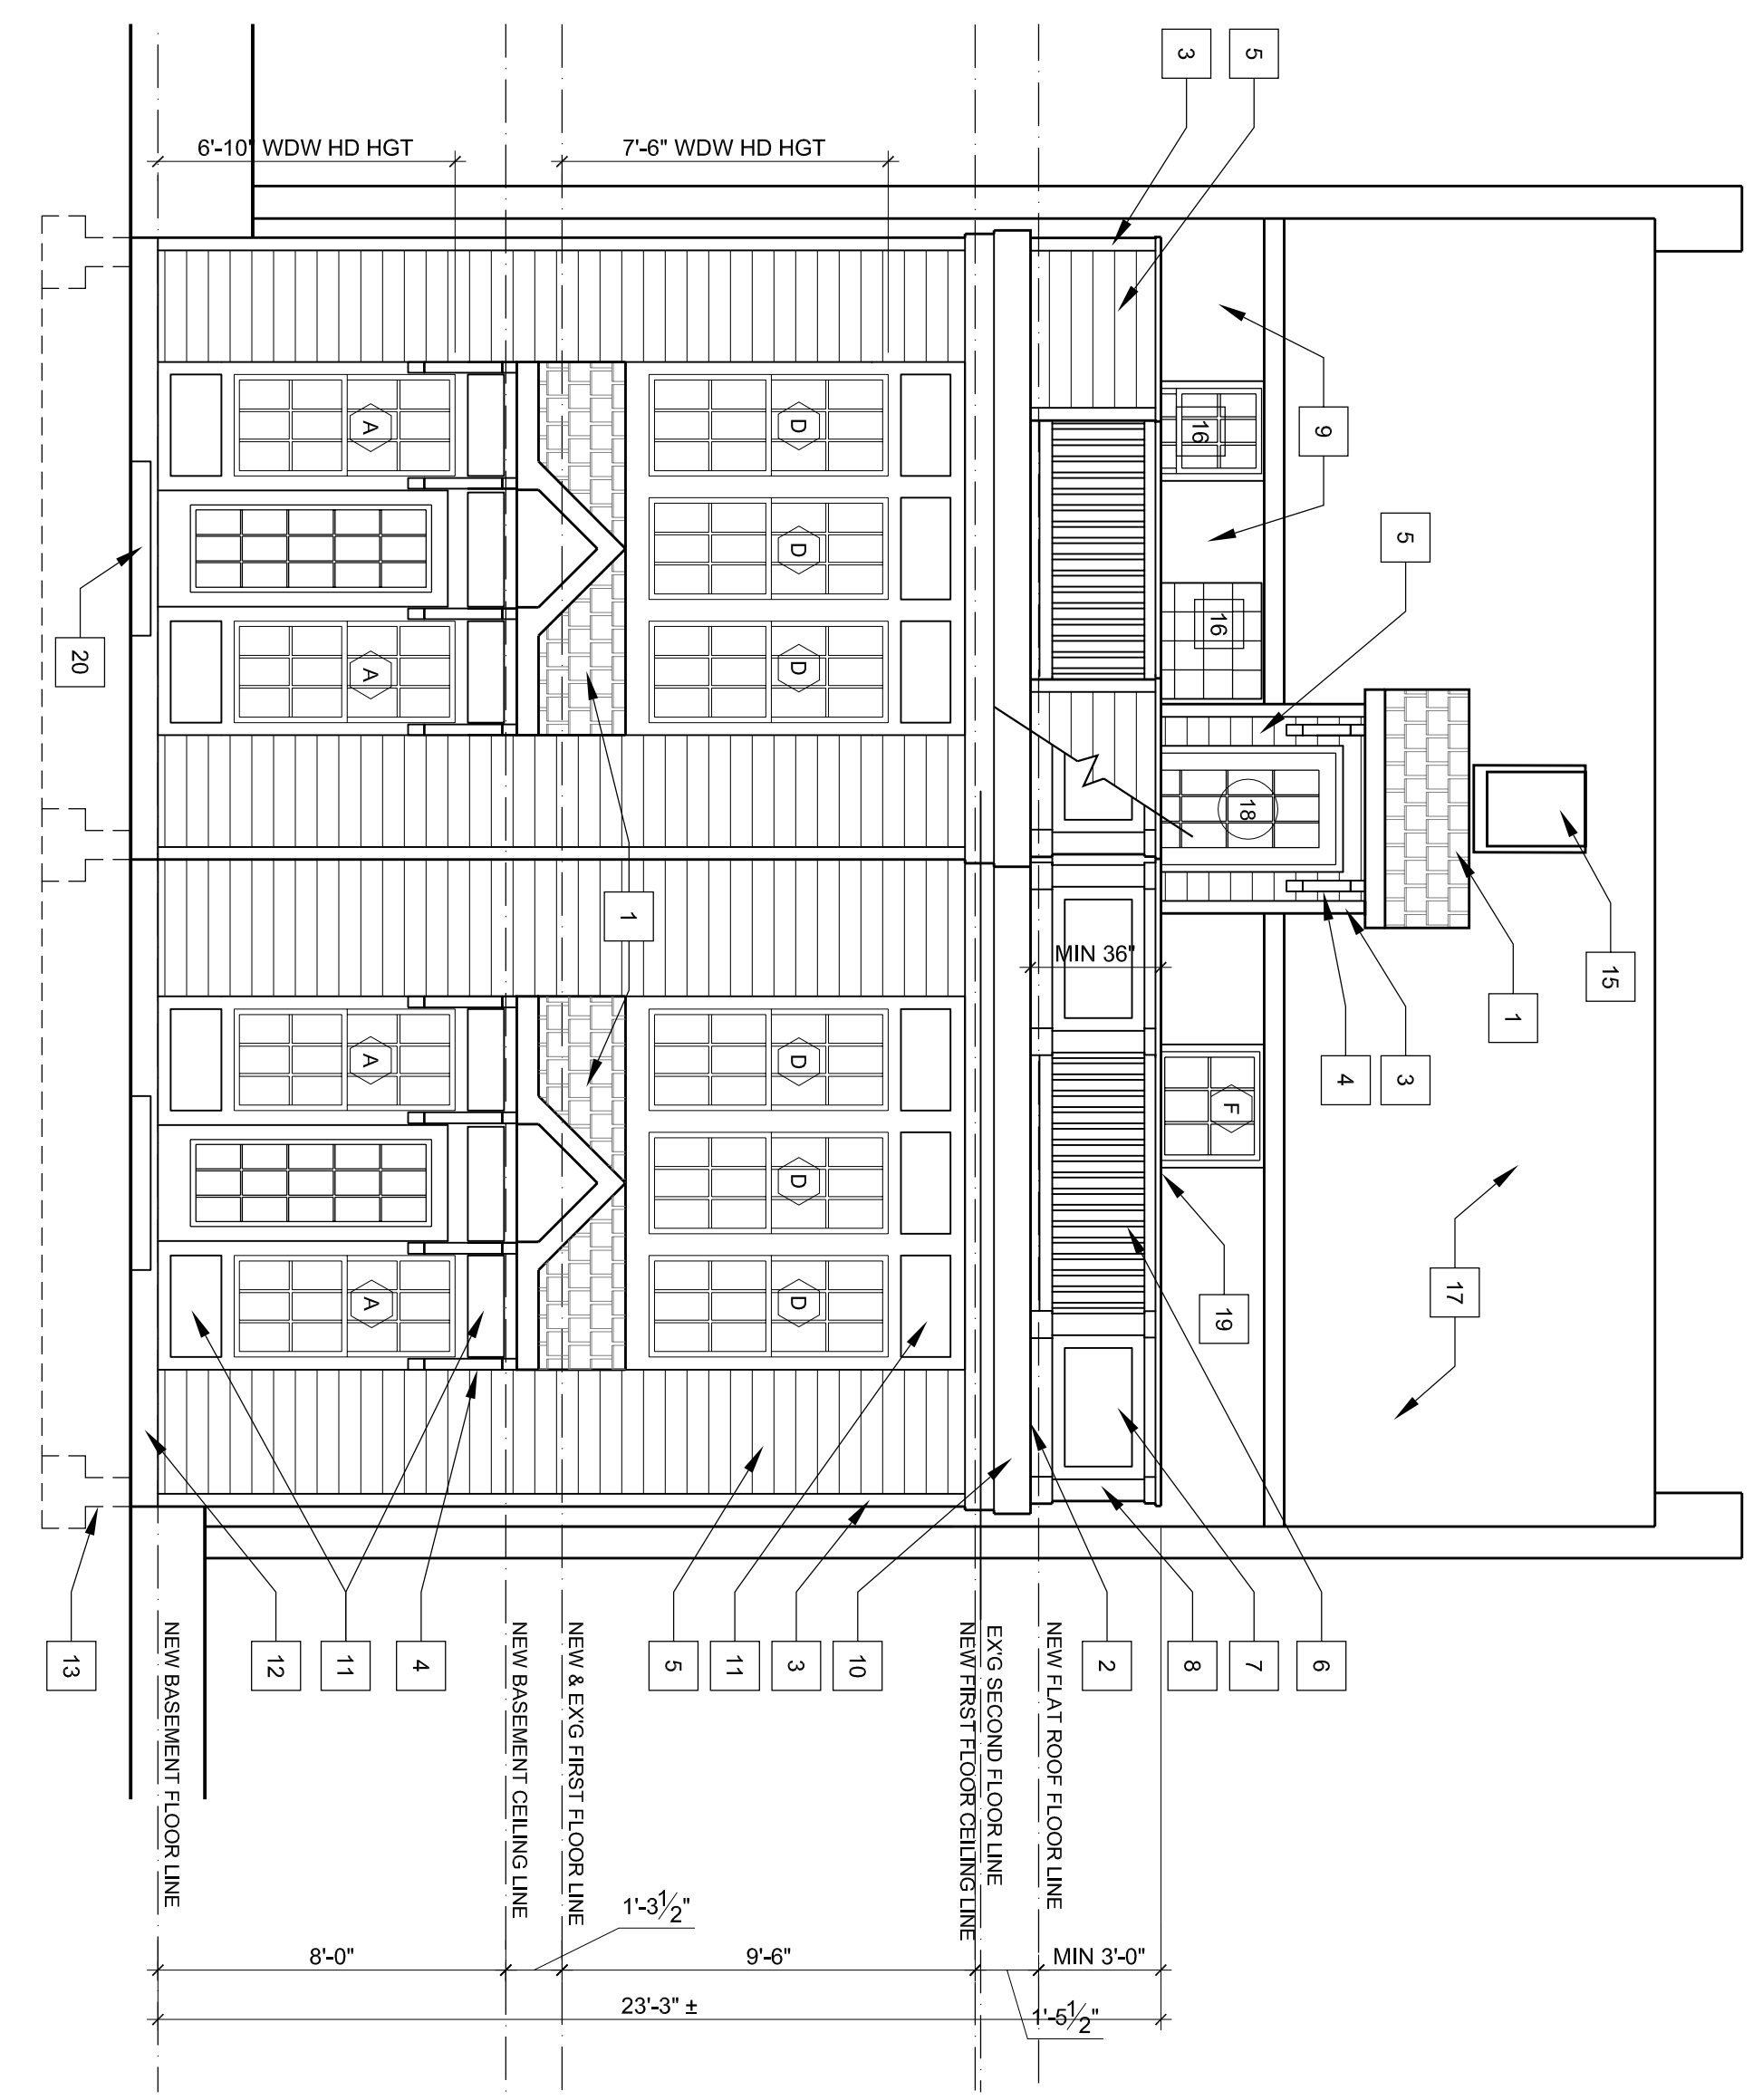 3
5
6'-10" WDW HD HGT
7'-6" WDW HD HGT
9
16
5
16
A
D
D
A
D
20
18
1
15
1
MIN 36"
4
3
A
D
F
D
A
D
19
17
13
12
11
4
5
11
3
10
2
8
7
6
NEW BASEMENT FLOOR LINE
NEW BASEMENT CEILING LINE
NEW & EX'G FIRST FLOOR LINE
NEW FIRST FLOOR CEILING LINE
EX'G SECOND FLOOR LINE
NEW FLAT ROOF FLOOR LINE
1'-3 1/2"
8'-0"
9'-6"
MIN 3'-0"
23'-3" ±
1'-5 1/2"